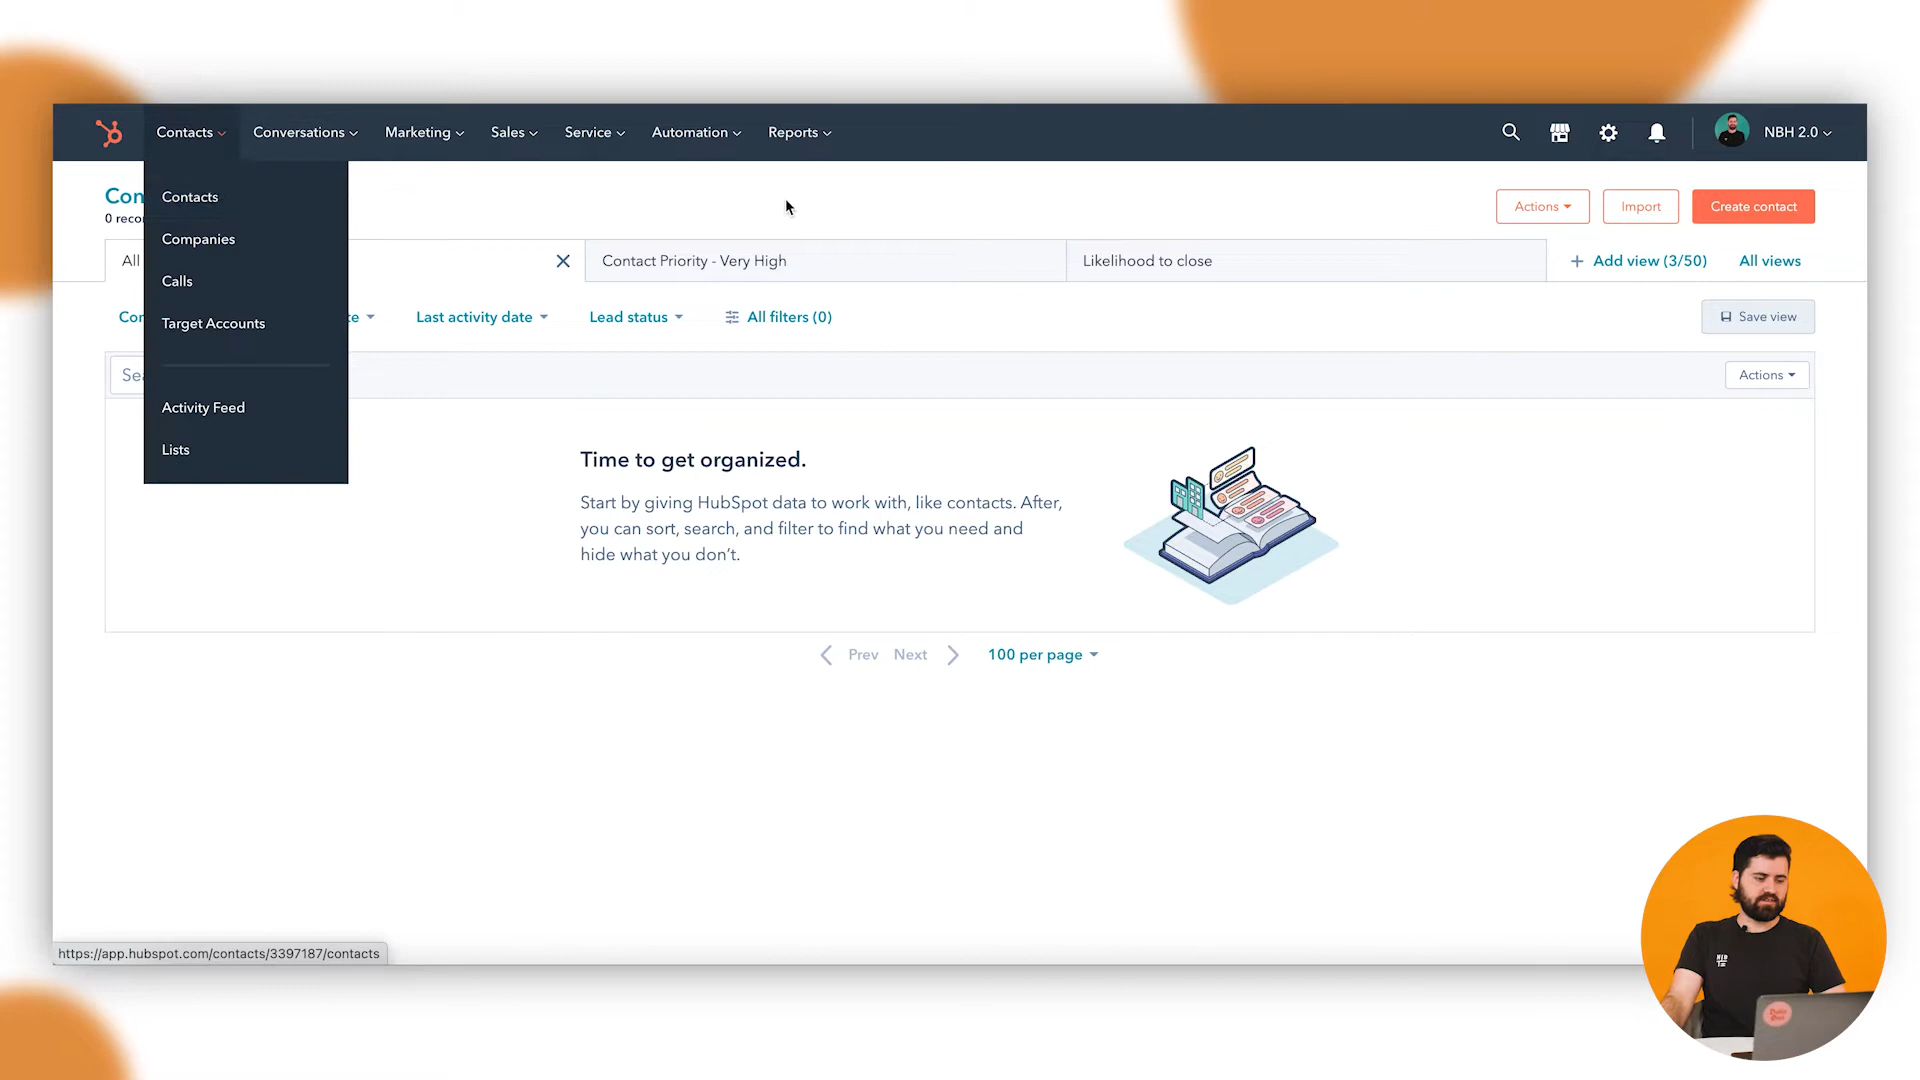 Contacts Conversations Marketing Sales Service Automation Reports NBH 2.0
Contacts
Companies
Calls
Target Accounts
Activity Feed
Lists
Con
0 reco
Actions Import Create contact
All Contact Priority - Very High Likelihood to close + Add view (3/50) All views
Con te Last activity date Lead status All filters (0) Save view
Sea Actions
Time to get organized.
Start by giving HubSpot data to work with, like contacts. After,
you can sort, search, and filter to find what you need and
hide what you don't.
Prev Next 100 per page
https://app.hubspot.com/contacts/3397187/contacts